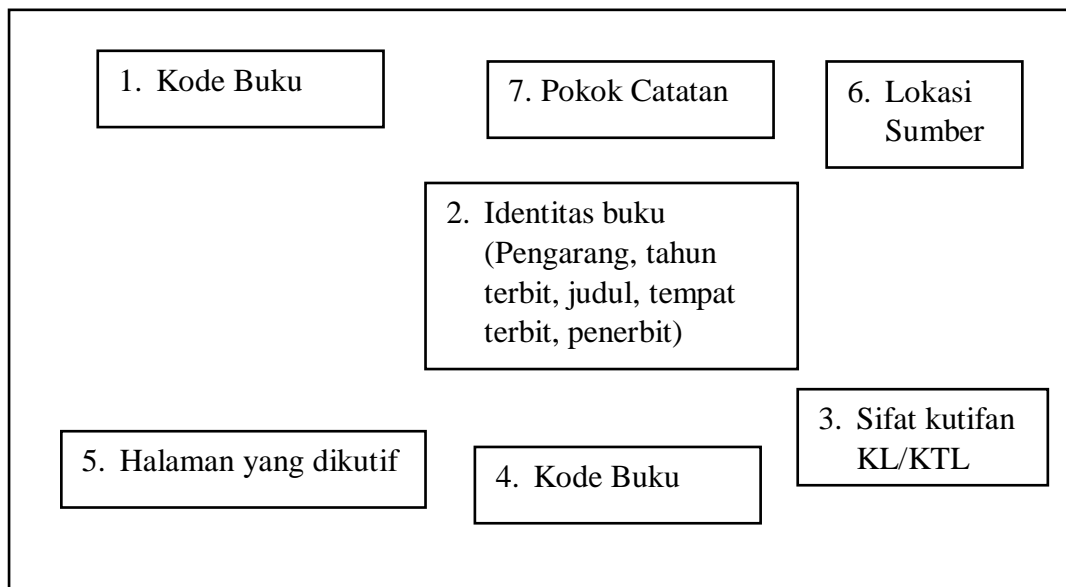 1. Kode Buku
7. Pokok Catatan
6. Lokasi
Sumber
2. Identitas buku
(Pengarang, tahun
terbit, judul, tempat
terbit, penerbit)
3. Sifat kutifan
KL/KTL
5. Halaman yang dikutif
4. Kode Buku